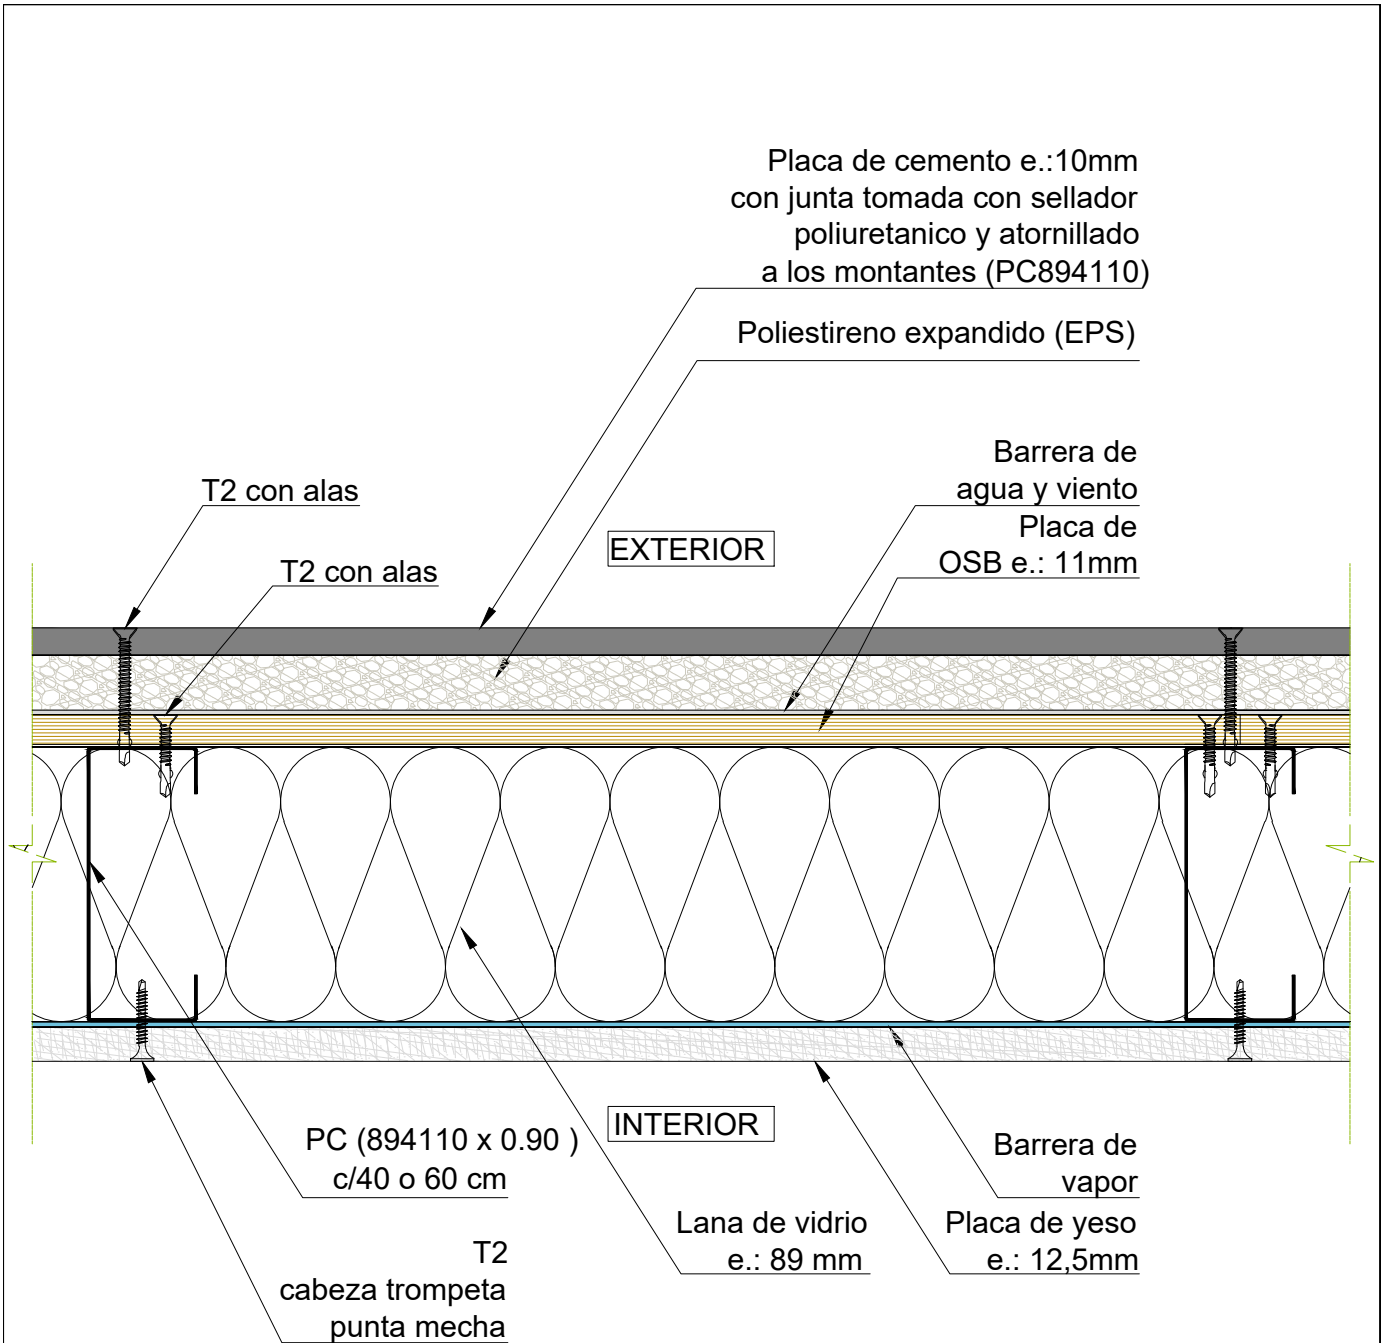 Placa de cemento e.:10mm
con junta tomada con sellador
poliuretanico y atornillado
a los montantes (PC894110)
Poliestireno expandido (EPS)
Barrera de
agua y viento
T2 con alas
Placa de
OSB e.: 11mm
EXTERIOR
T2 con alas
INTERIOR
PC (894110 x 0.90 )
c/40 o 60 cm
Barrera de
vapor
Lana de vidrio
e.: 89 mm
Placa de yeso
e.: 12,5mm
T2
cabeza trompeta
punta mecha